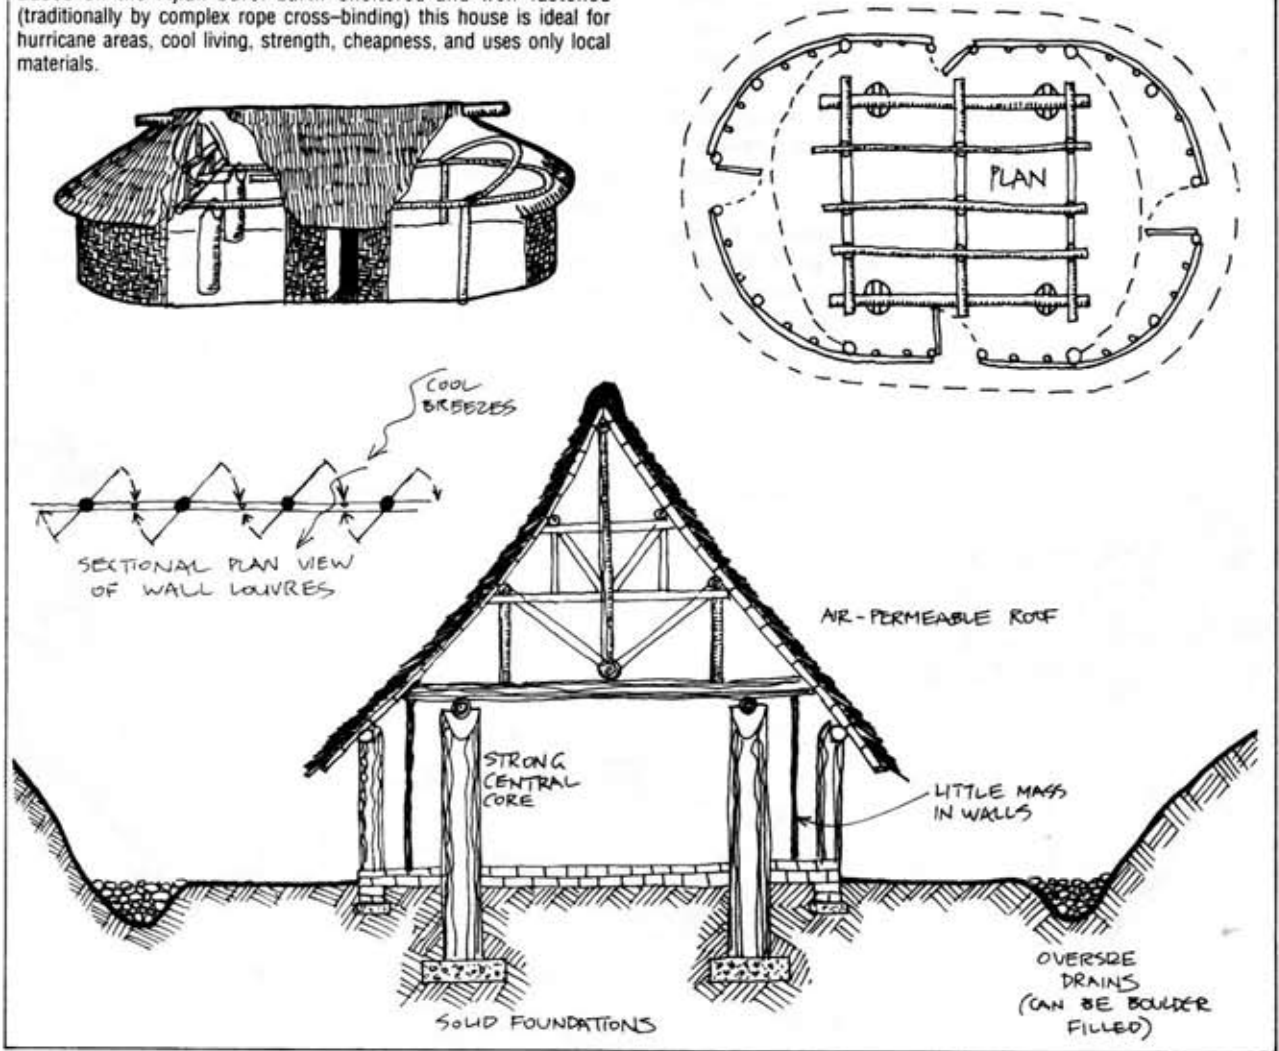 (traditionally by complex rope cross–binding) this house is ideal for
hurricane areas, cool living, strength, cheapness, and uses only local
materials.
PLAN
COOL
BREEZES
SECTIONAL PLAN VIEW
OF WALL LOUVRES
AIR-PERMEABLE ROOF
STRONG
CENTRAL
CORE
LITTLE MASS
IN WALLS
OVERSIZE
DRAINS
(CAN BE BOULDER
FILLED)
SOLID FOUNDATIONS